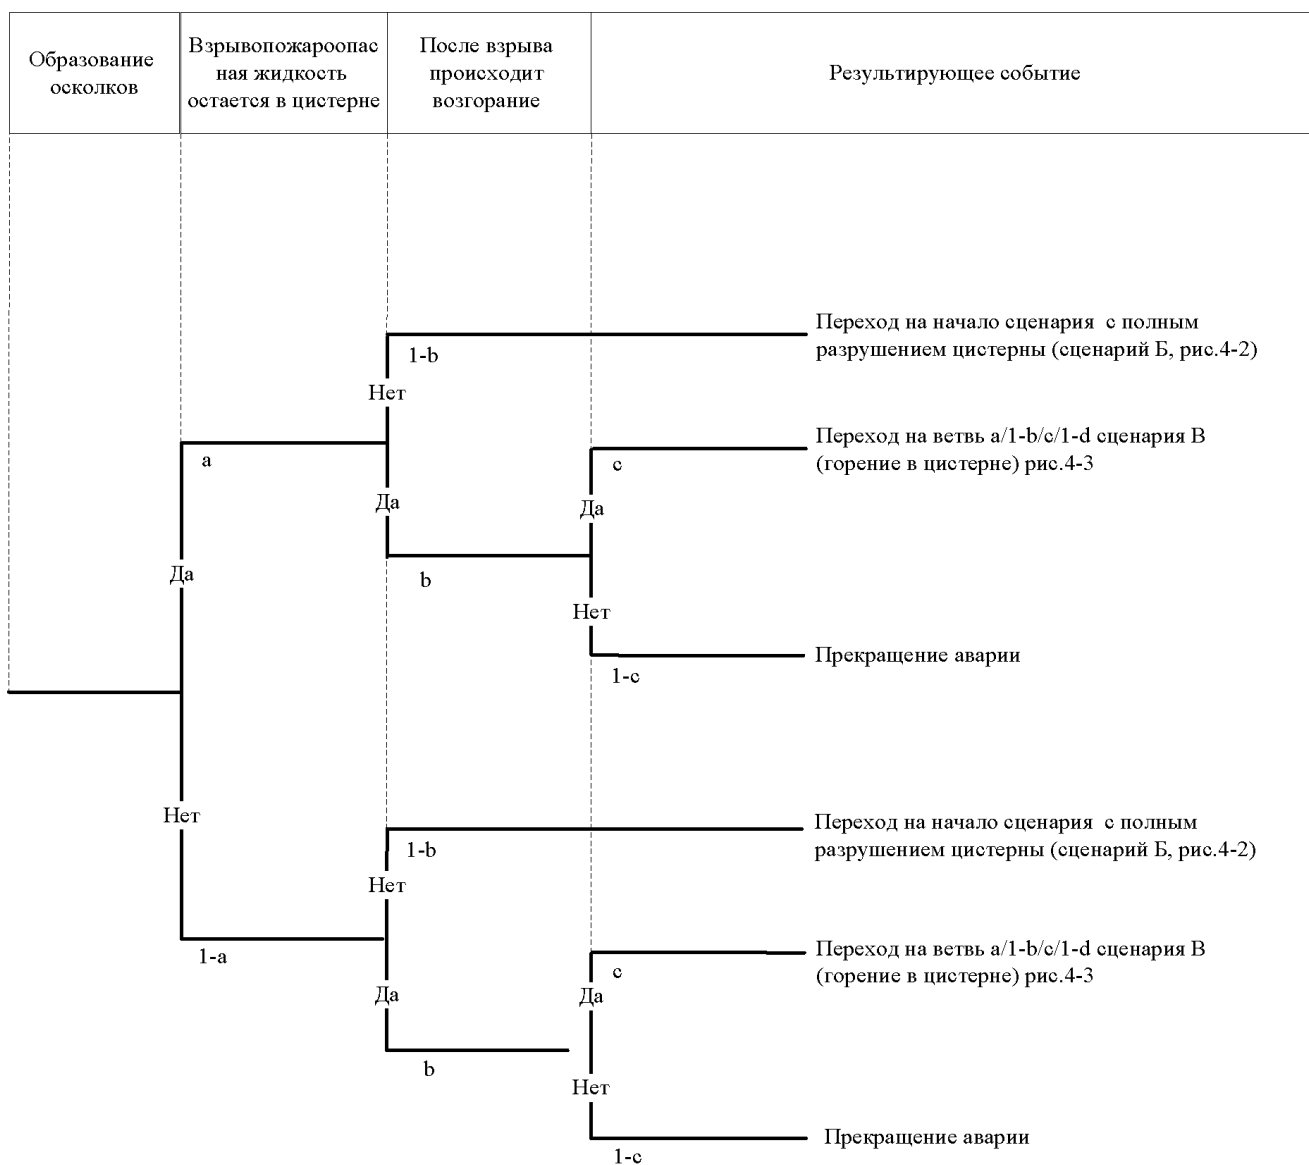 Образование
осколков
Взрывопожароопас
ная жидкость
остается в цистерне
После взрыва
происходит
возгорание
Результирующее событие
Переход на начало сценария с полным
разрушением цистерны (сценарий Б, рис.4-2)
1-b
Нет
Переход на ветвь a/1-b/c/1-d сценария В
(горение в цистерне) рис.4-3
a
c
Да
Да
Да
b
Нет
Прекращение аварии
1-c
Нет
Переход на начало сценария с полным
разрушением цистерны (сценарий Б, рис.4-2)
1-b
Нет
Переход на ветвь a/1-b/c/1-d сценария В
(горение в цистерне) рис.4-3
1-a
c
Да
Да
b
Нет
Прекращение аварии
1-c